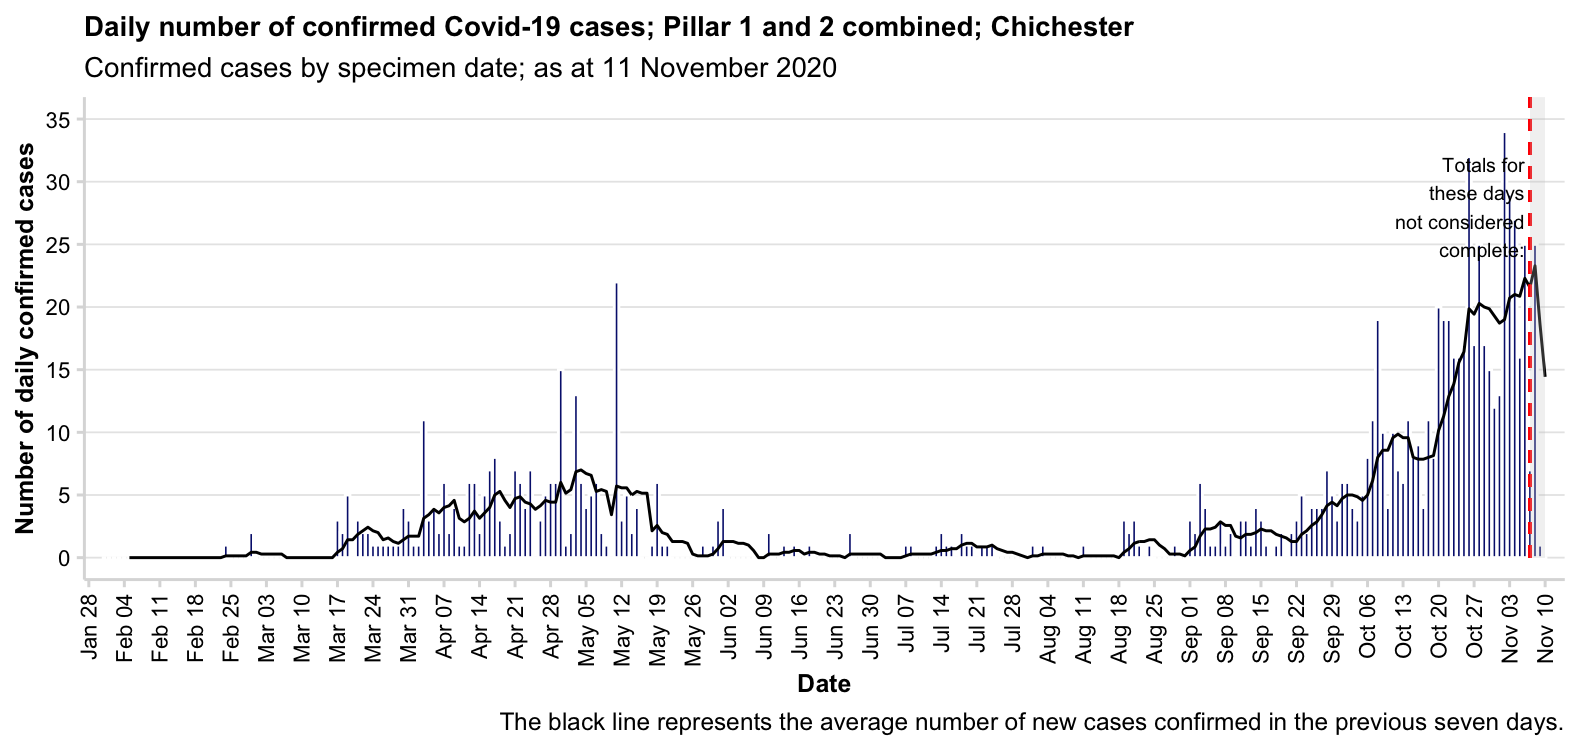 Daily number of confirmed Covid-19 cases; Pillar 1 and 2 combined; Chichester
Confirmed cases by specimen date; as at 11 November 2020
Number of daily confirmed cases
35
30
25
20
15
10
5
0
Totals for
these days
not considered
complete.
Jan 28
Feb 04
Feb 11
Feb 18
Feb 25
Mar 03
Mar 10
Mar 17
Mar 24
Mar 31
Apr 07
Apr 14
Apr 21
Apr 28
May 05
May 12
May 19
May 26
Jun 02
Jun 09
Jun 16
Jun 23
Jun 30
Jul 07
Jul 14
Jul 21
Jul 28
Aug 04
Aug 11
Aug 18
Aug 25
Sep 01
Sep 08
Sep 15
Sep 22
Sep 29
Oct 06
Oct 13
Oct 20
Oct 27
Nov 03
Nov 10
Date
The black line represents the average number of new cases confirmed in the previous seven days.